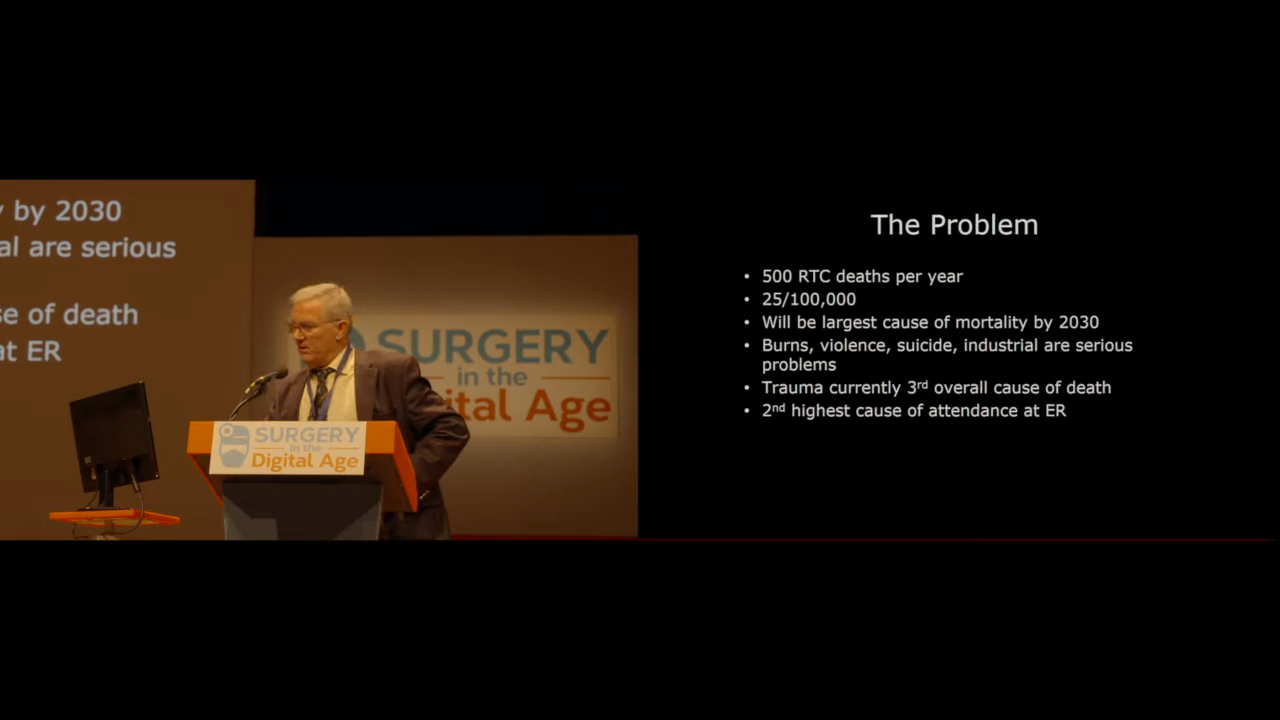 y by 2030
al are serious
se of death
at ER
SURGERY
in the
Digital Age
SURGERY
in the
Digital Age
The Problem
• 500 RTC deaths per year
• 25/100,000
• Will be largest cause of mortality by 2030
• Burns, violence, suicide, industrial are serious
problems
• Trauma currently 3rd overall cause of death
• 2nd highest cause of attendance at ER